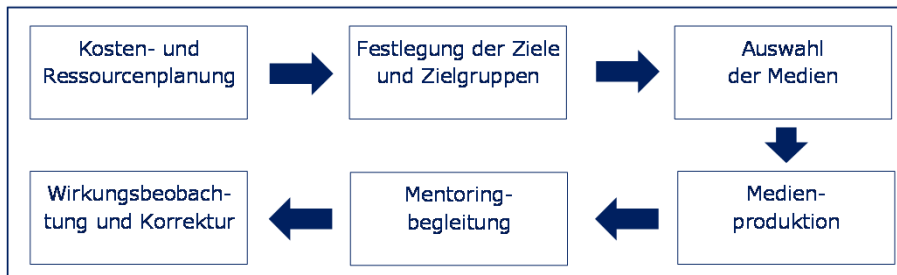 Kosten- und
Ressourcenplanung
Festlegung der Ziele
und Zielgruppen
Auswahl
der Medien
Medien-
produktion
Mentoring-
begleitung
Wirkungsbeobach-
tung und Korrektur